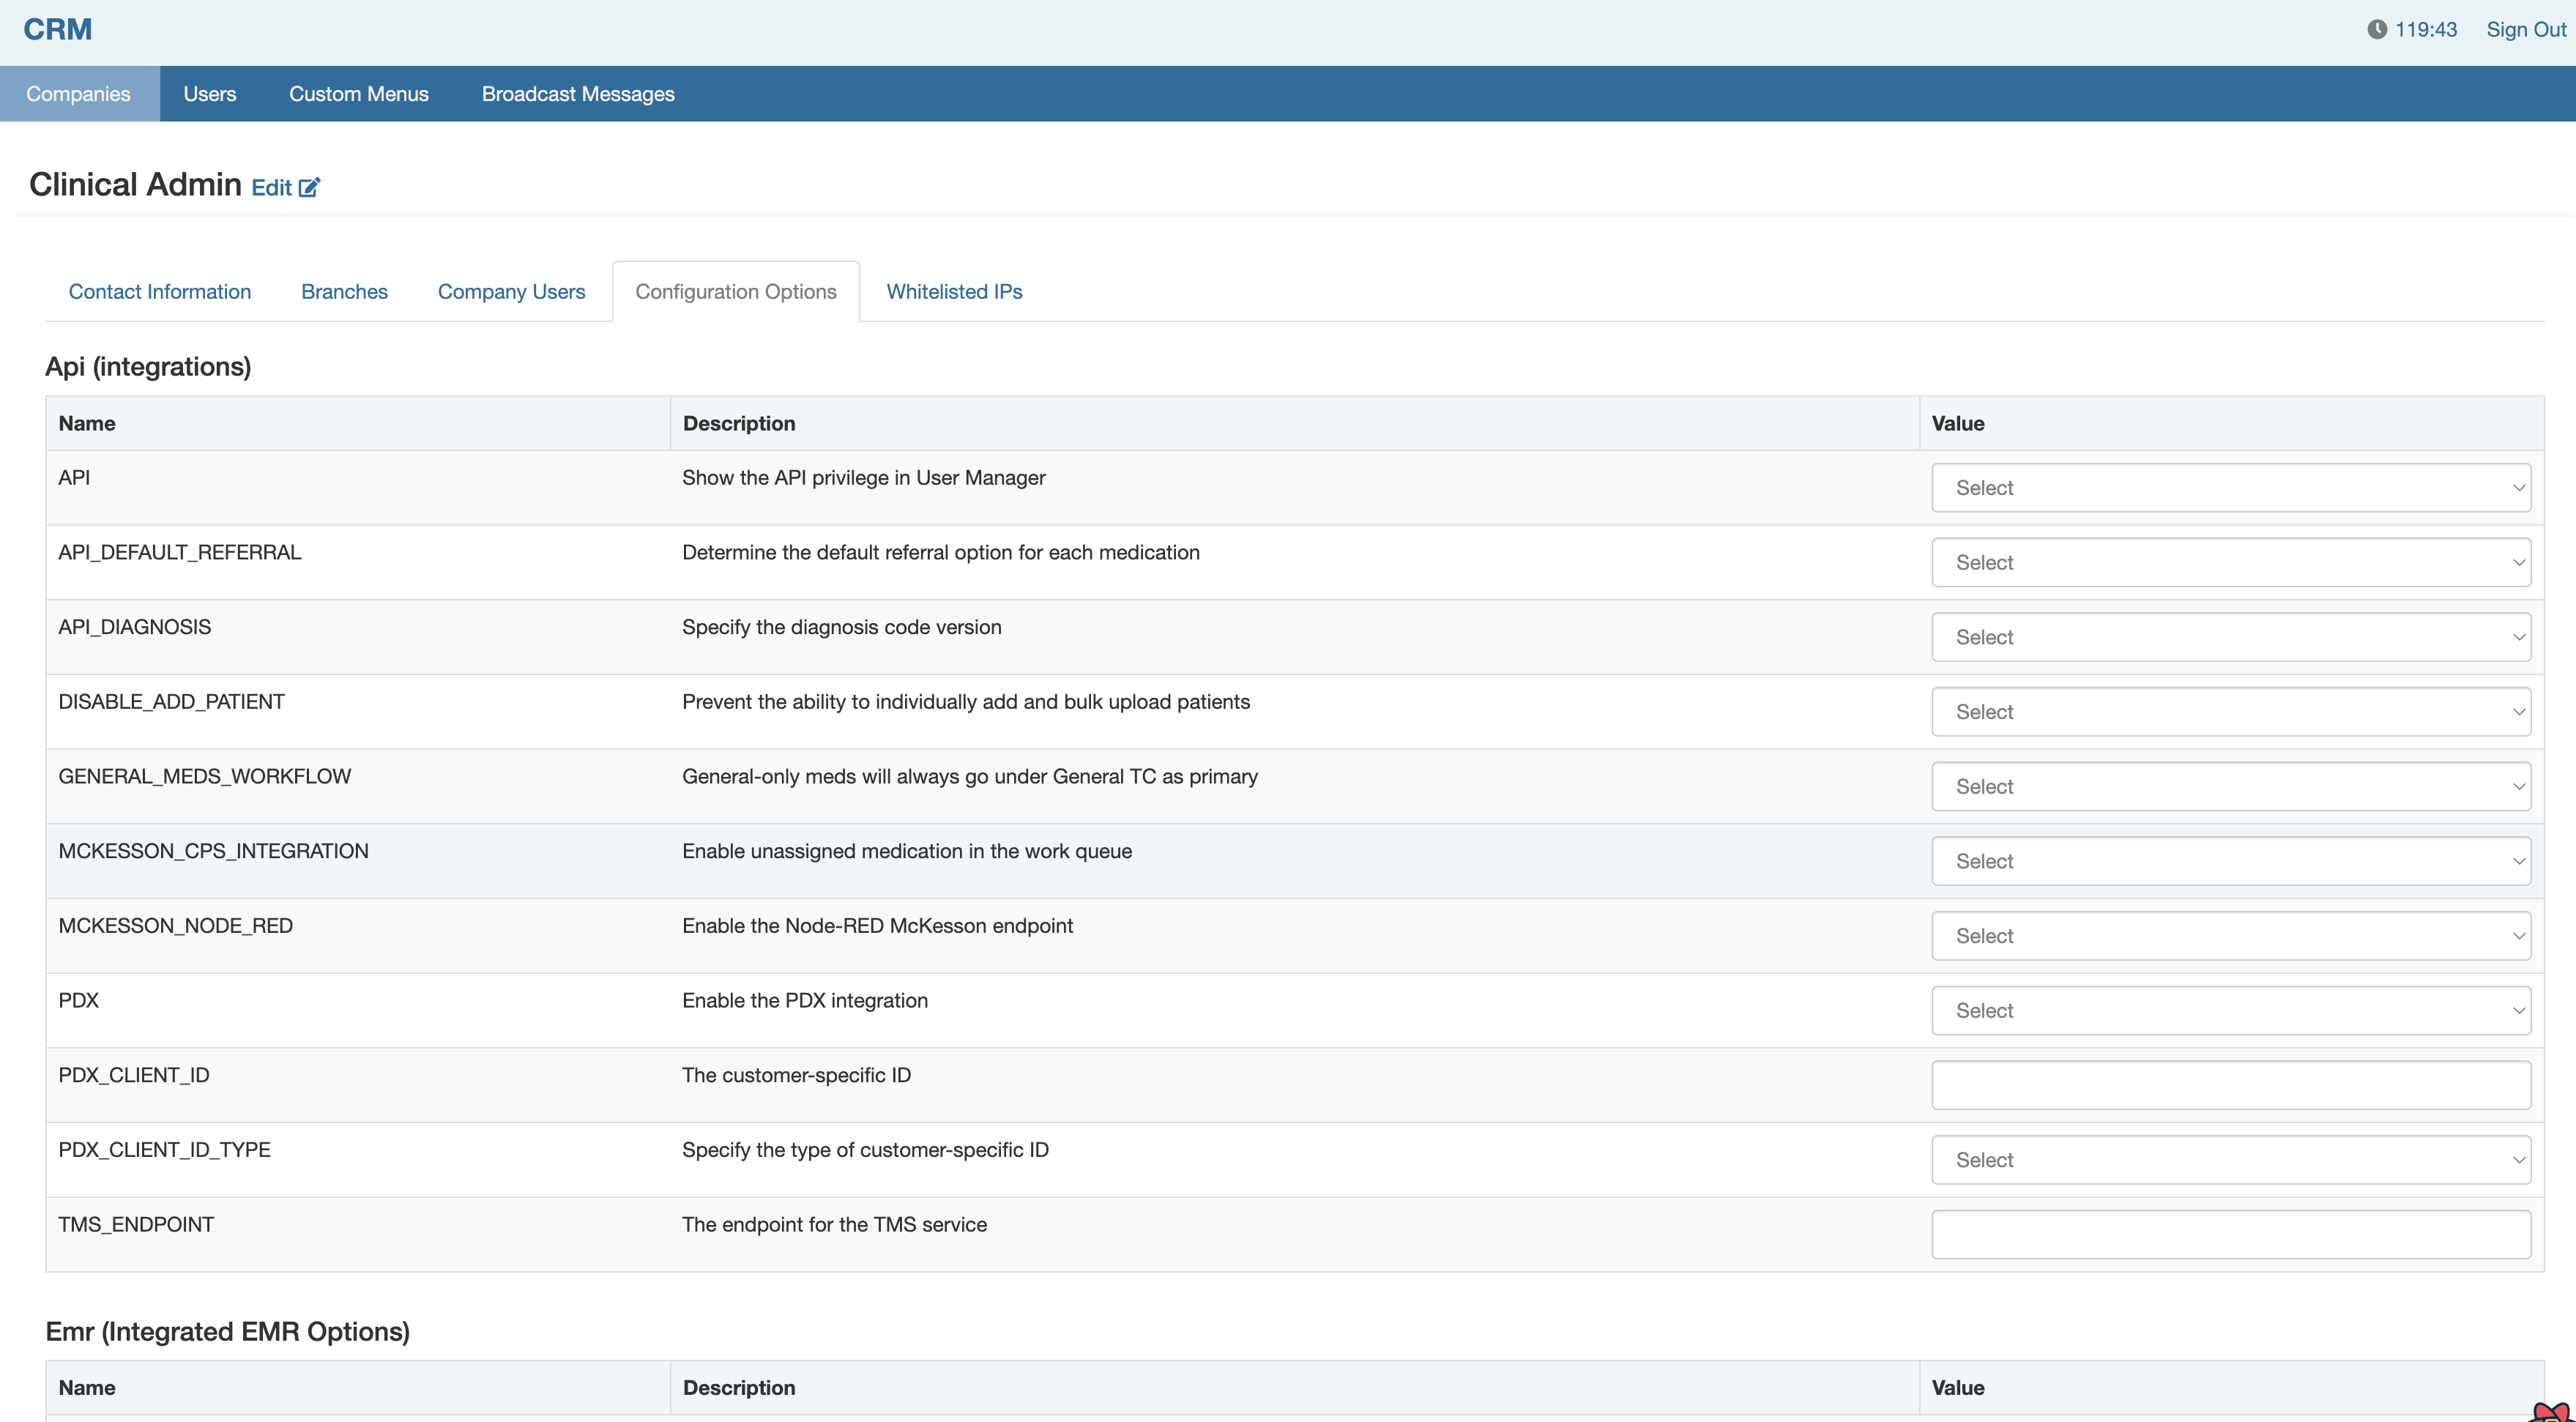 CRM
119:43 Sign Out
Companies Users Custom Menus Broadcast Messages
Clinical Admin Edit
Contact Information Branches Company Users Configuration Options Whitelisted IPs
Api (integrations)
Name Description Value
API Show the API privilege in User Manager Select
API_DEFAULT_REFERRAL Determine the default referral option for each medication Select
API_DIAGNOSIS Specify the diagnosis code version Select
DISABLE_ADD_PATIENT Prevent the ability to individually add and bulk upload patients Select
GENERAL_MEDS_WORKFLOW General-only meds will always go under General TC as primary Select
MCKESSON_CPS_INTEGRATION Enable unassigned medication in the work queue Select
MCKESSON_NODE_RED Enable the Node-RED McKesson endpoint Select
PDX Enable the PDX integration Select
PDX_CLIENT_ID The customer-specific ID
PDX_CLIENT_ID_TYPE Specify the type of customer-specific ID Select
TMS_ENDPOINT The endpoint for the TMS service
Emr (Integrated EMR Options)
Name Description Value